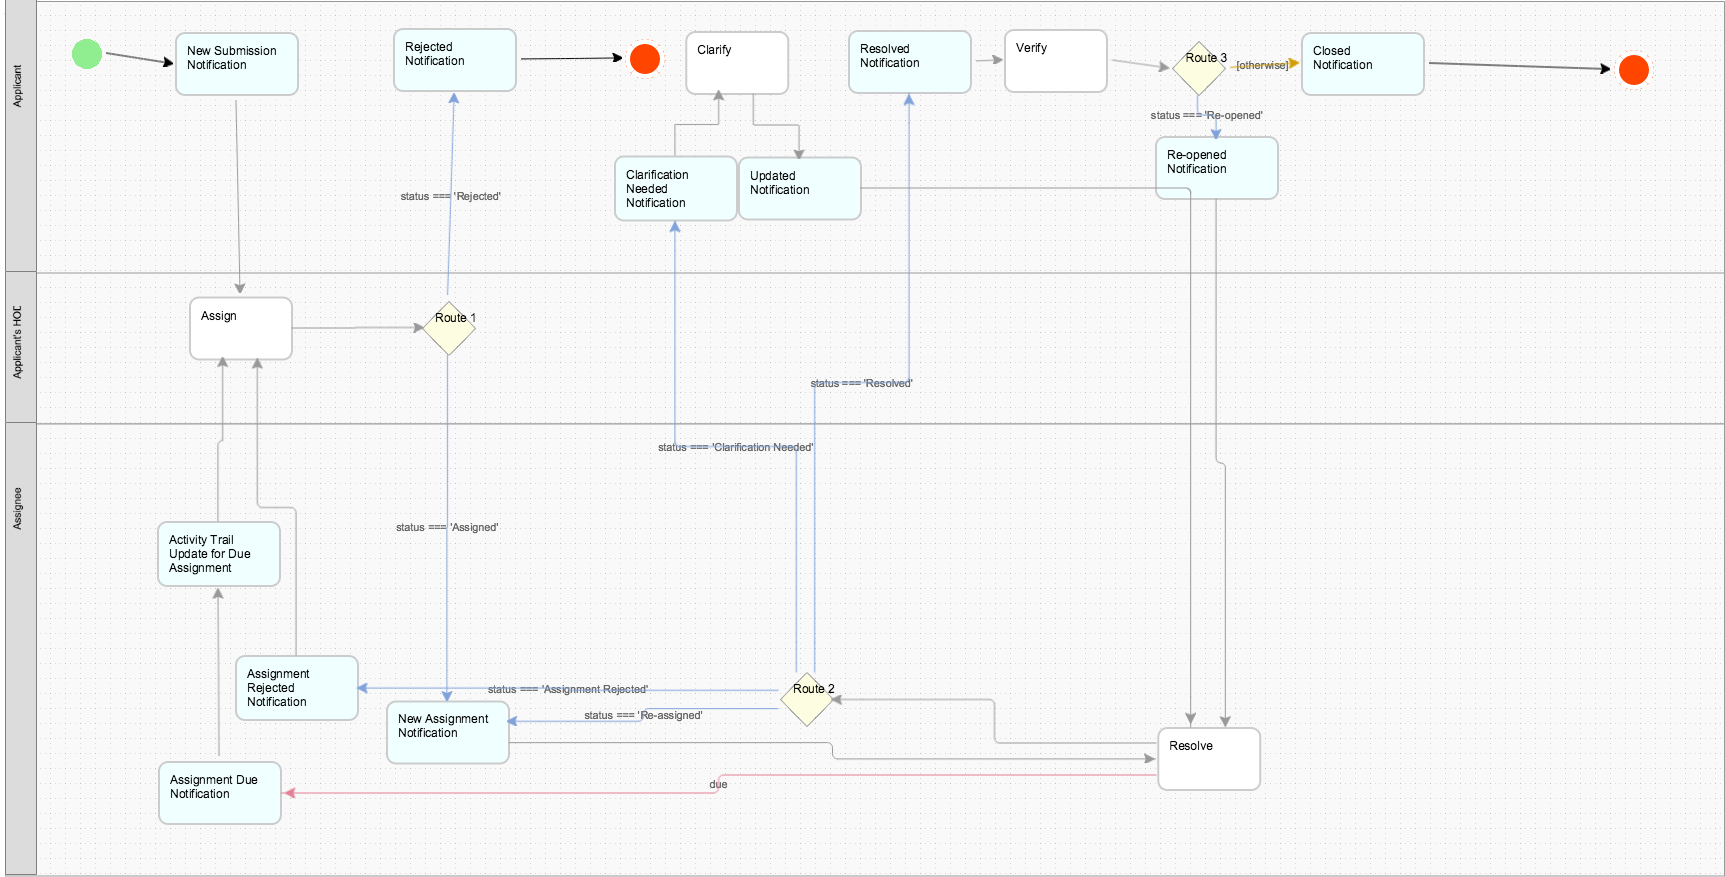 Applicant
New Submission
Notification
Rejected
Notification
Clarify
Resolved
Notification
Verify
Route 3
[otherwise]
Closed
Notification
status === 'Re-opened'
Re-opened
Notification
Clarification
Needed
Notification
Updated
Notification
status === 'Rejected'
Applicant's HOD
Assign
Route 1
status === 'Resolved'
Assignee
status === 'Clarification Needed'
status === 'Assigned'
Activity Trail
Update for Due
Assignment
Assignment
Rejected
Notification
status === 'Assignment Rejected'
Route 2
status === 'Re-assigned'
New Assignment
Notification
Resolve
Assignment Due
Notification
due